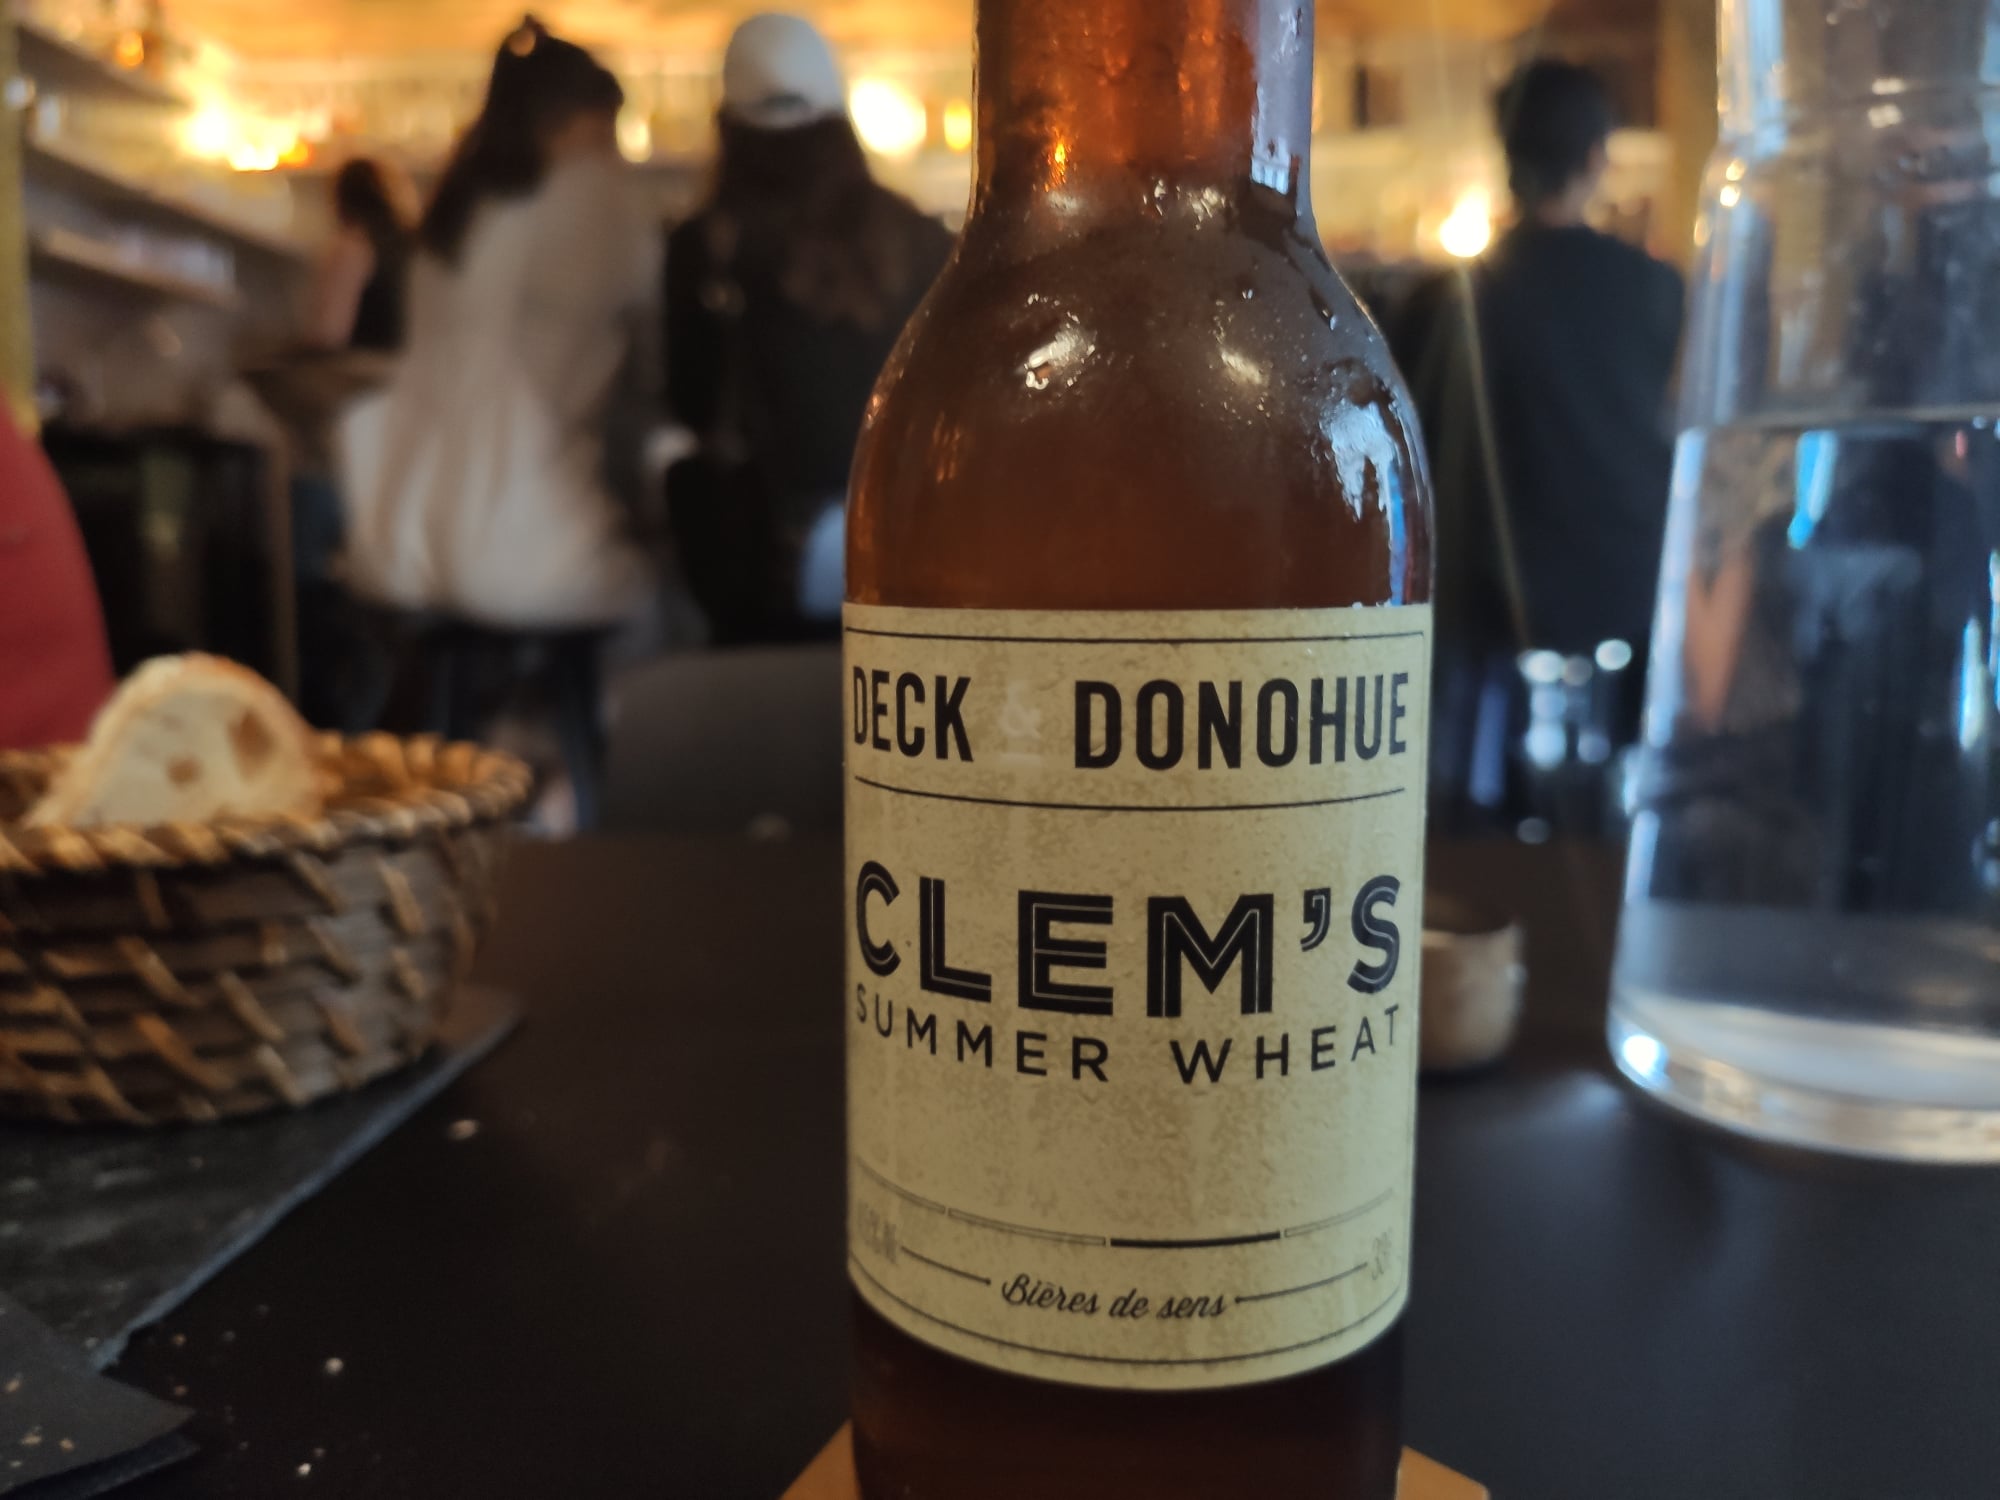 DECK & DONOHUE
CLEM'S
SUMMER WHEAT
Bières de sens